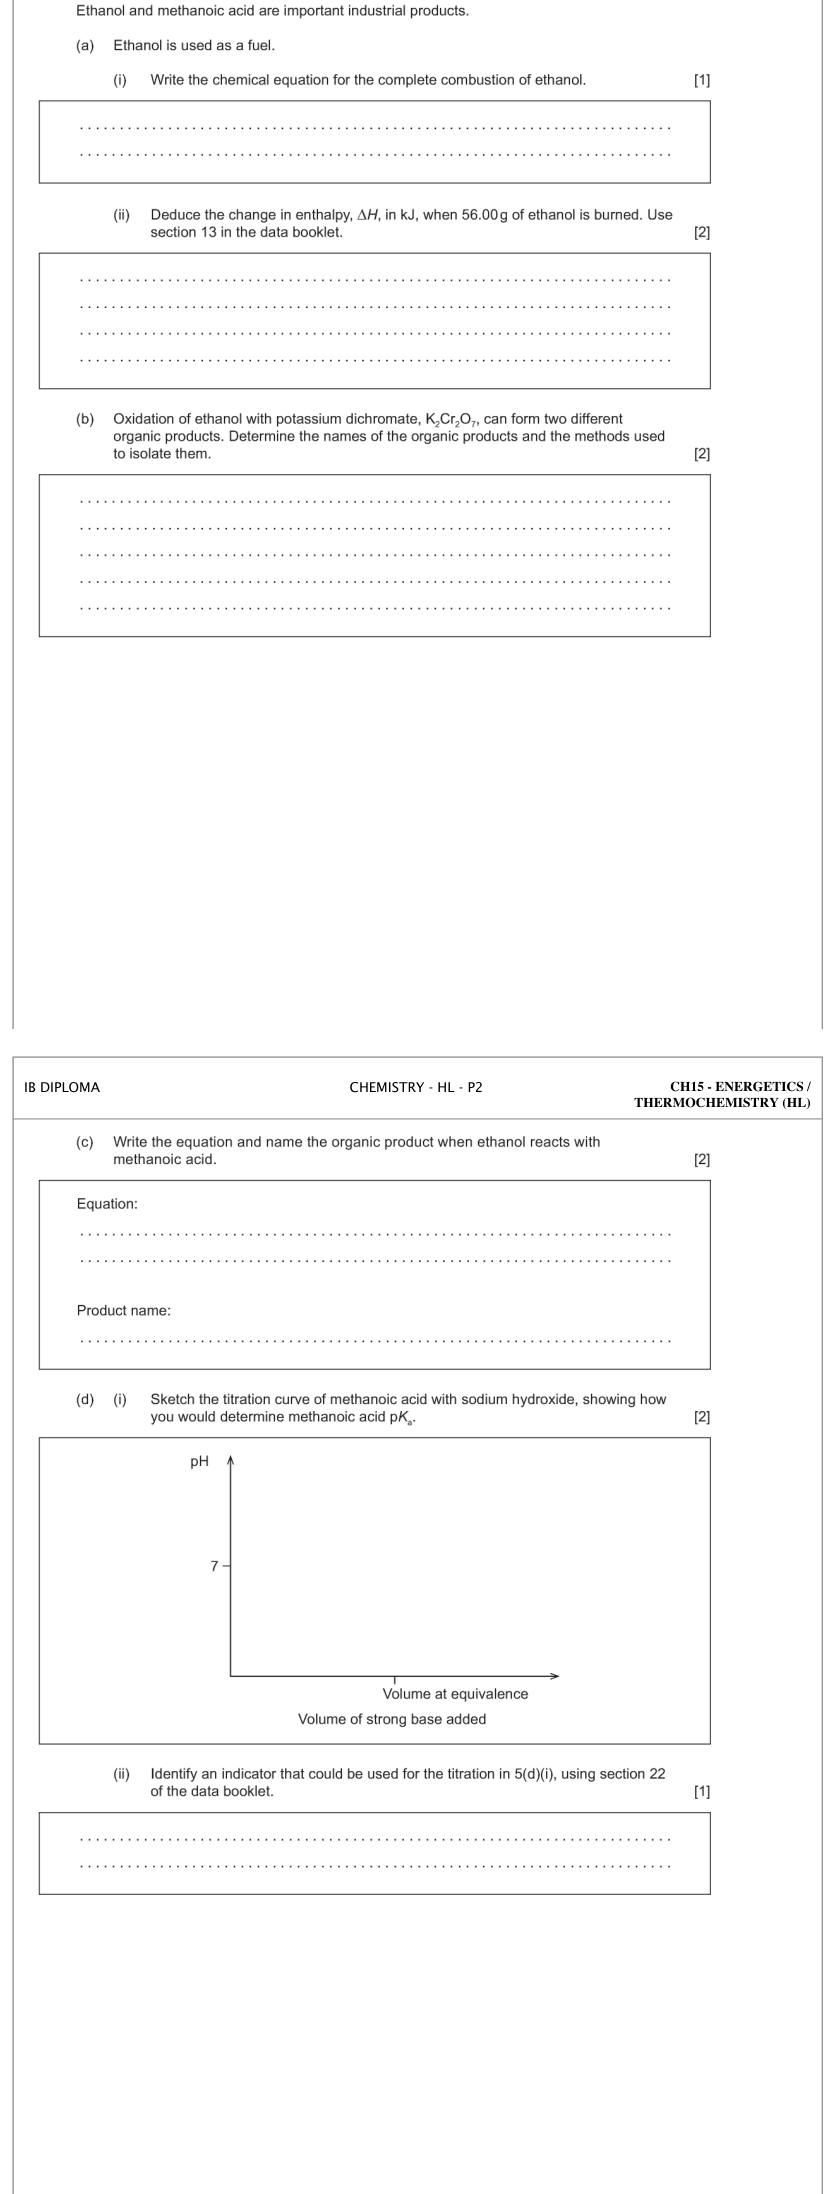 Ethanol and methanoic acid are important industrial products.
(a) Ethanol is used as a fuel.
(i) Write the chemical equation for the complete combustion of ethanol. [1]
(ii) Deduce the change in enthalpy, ΔH, in kJ, when 56.00 g of ethanol is burned. Use
section 13 in the data booklet. [2]
(b) Oxidation of ethanol with potassium dichromate, K₂Cr₂O₇, can form two different
organic products. Determine the names of the organic products and the methods used
to isolate them. [2]
IB DIPLOMA CHEMISTRY - HL - P2 CH15 - ENERGETICS /
THERMOCHEMISTRY (HL)
(c) Write the equation and name the organic product when ethanol reacts with
methanoic acid. [2]
Equation:
Product name:
(d) (i) Sketch the titration curve of methanoic acid with sodium hydroxide, showing how
you would determine methanoic acid pKₐ. [2]
pH
7
Volume at equivalence
Volume of strong base added
(ii) Identify an indicator that could be used for the titration in 5(d)(i), using section 22
of the data booklet. [1]